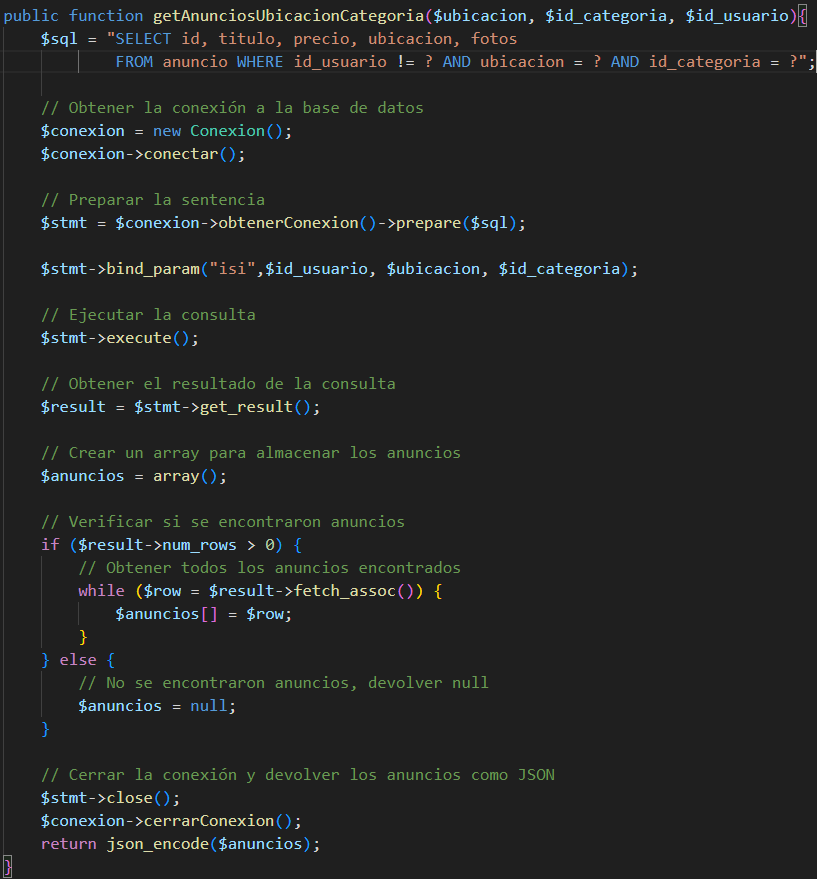 public function getAnunciosUbicacionCategoria($ubicacion, $id_categoria, $id_usuario){
    $sql = "SELECT id, titulo, precio, ubicacion, fotos
            FROM anuncio WHERE id_usuario != ? AND ubicacion = ? AND id_categoria = ?";
    // Obtener la conexión a la base de datos
    $conexion = new Conexion();
    $conexion->conectar();
    // Preparar la sentencia
    $stmt = $conexion->obtenerConexion()->prepare($sql);
    $stmt->bind_param("isi",$id_usuario, $ubicacion, $id_categoria);
    // Ejecutar la consulta
    $stmt->execute();
    // Obtener el resultado de la consulta
    $result = $stmt->get_result();
    // Crear un array para almacenar los anuncios
    $anuncios = array();
    // Verificar si se encontraron anuncios
    if ($result->num_rows > 0) {
        // Obtener todos los anuncios encontrados
        while ($row = $result->fetch_assoc()) {
            $anuncios[] = $row;
        }
    } else {
        // No se encontraron anuncios, devolver null
        $anuncios = null;
    }
    // Cerrar la conexión y devolver los anuncios como JSON
    $stmt->close();
    $conexion->cerrarConexion();
    return json_encode($anuncios);
}